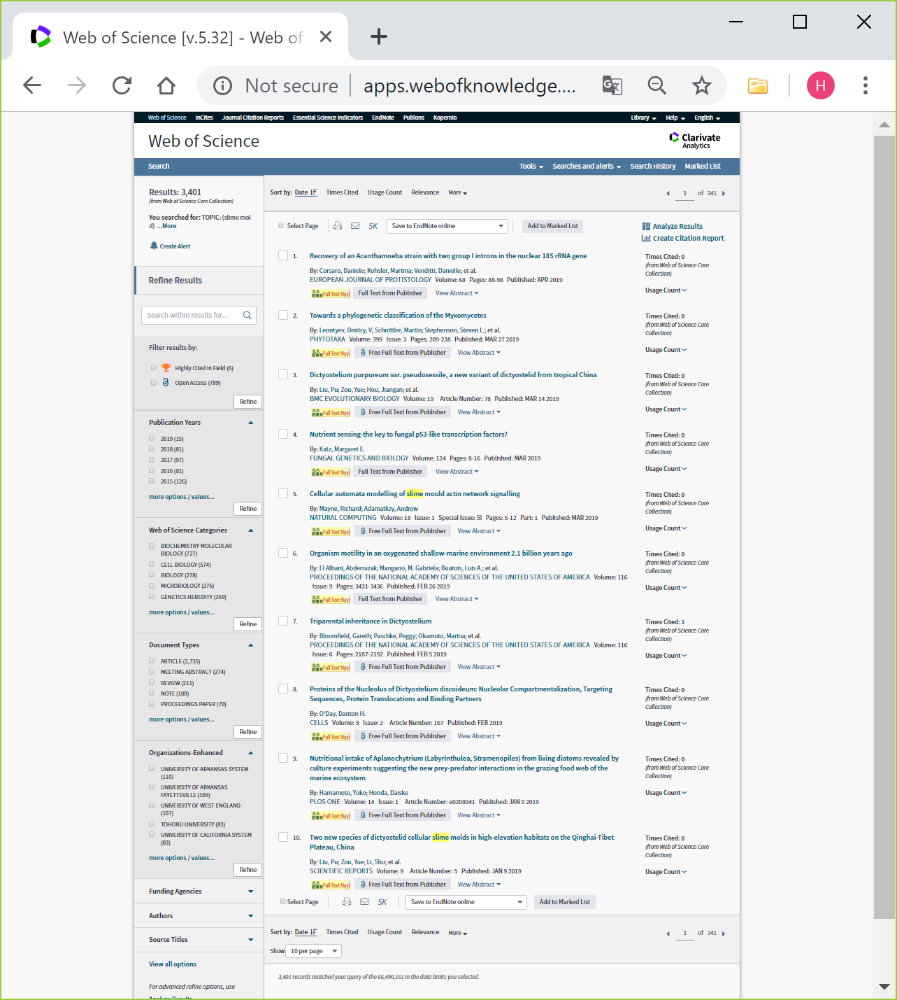 Web of Science [v.5.32] - Web of
Not secure
apps.webofknowledge....
H
Web of Science InCites Journal Citation Reports Essential Science Indicators EndNote Publons Kopernio
Library Help English
Web of Science
Clarivate
Analytics
Search
Tools Searches and alerts Search History Marked List
Results: 3,401
(from Web of Science Core Collection)
You searched for: TOPIC: (slime mol
d) ...More
Create Alert
Refine Results
Search within results for...
Filter results by:
Highly Cited in Field (6)
Open Access (789)
Refine
Publication Years
2019 (15)
2018 (81)
2017 (97)
2016 (81)
2015 (126)
more options / values...
Refine
Web of Science Categories
BIOCHEMISTRY MOLECULAR
BIOLOGY (727)
CELL BIOLOGY (574)
BIOLOGY (278)
MICROBIOLOGY (276)
GENETICS HEREDITY (269)
more options / values...
Refine
Document Types
ARTICLE (2,735)
MEETING ABSTRACT (274)
REVIEW (211)
NOTE (100)
PROCEEDINGS PAPER (70)
more options / values...
Refine
Organizations-Enhanced
UNIVERSITY OF ARKANSAS SYSTEM
(110)
UNIVERSITY OF ARKANSAS
FAYETTEVILLE (109)
UNIVERSITY OF WEST ENGLAND
(107)
TOHOKU UNIVERSITY (83)
UNIVERSITY OF CALIFORNIA SYSTEM
(83)
more options / values...
Refine
Funding Agencies
Authors
Source Titles
View all options
For advanced refine options, use
Analyze Results
Sort by: Date Times Cited Usage Count Relevance More
1 of 341
Select Page 5K Save to EndNote online Add to Marked List
Analyze Results
Create Citation Report
1. Recovery of an Acanthamoeba strain with two group I introns in the nuclear 18S rRNA gene
By: Corsaro, Daniele; Kohsler, Martina; Venditti, Danielle; et al.
EUROPEAN JOURNAL OF PROTISTOLOGY Volume: 68 Pages: 88-98 Published: APR 2019
Full Text Navi Full Text from Publisher View Abstract
Times Cited: 0
(from Web of Science Core
Collection)
Usage Count
2. Towards a phylogenetic classification of the Myxomycetes
By: Leontyev, Dmitry, V; Schnittler, Martin; Stephenson, Steven L.; et al.
PHYTOTAXA Volume: 399 Issue: 3 Pages: 209-238 Published: MAR 27 2019
Full Text Navi Free Full Text from Publisher View Abstract
Times Cited: 0
(from Web of Science Core
Collection)
Usage Count
3. Dictyostelium purpureum var. pseudosessile, a new variant of dictyostelid from tropical China
By: Liu, Pu; Zou, Yue; Hou, Jiangan; et al.
BMC EVOLUTIONARY BIOLOGY Volume: 19 Article Number: 78 Published: MAR 14 2019
Full Text Navi Free Full Text from Publisher View Abstract
Times Cited: 0
(from Web of Science Core
Collection)
Usage Count
4. Nutrient sensing-the key to fungal p53-like transcription factors?
By: Katz, Margaret E.
FUNGAL GENETICS AND BIOLOGY Volume: 124 Pages: 8-16 Published: MAR 2019
Full Text Navi Full Text from Publisher View Abstract
Times Cited: 0
(from Web of Science Core
Collection)
Usage Count
5. Cellular automata modelling of slime mould actin network signalling
By: Mayne, Richard; Adamatkzy, Andrew
NATURAL COMPUTING Volume: 18 Issue: 1 Special Issue: SI Pages: 5-12 Part: 1 Published: MAR 2019
Full Text Navi Free Full Text from Publisher View Abstract
Times Cited: 0
(from Web of Science Core
Collection)
Usage Count
6. Organism motility in an oxygenated shallow-marine environment 2.1 billion years ago
By: El Albani, Abderrazak; Mangano, M. Gabriela; Buatois, Luis A.; et al.
PROCEEDINGS OF THE NATIONAL ACADEMY OF SCIENCES OF THE UNITED STATES OF AMERICA Volume: 116
Issue: 9 Pages: 3431-3436 Published: FEB 26 2019
Full Text Navi Full Text from Publisher View Abstract
Times Cited: 0
(from Web of Science Core
Collection)
Usage Count
7. Triparental inheritance in Dictyostelium
By: Bloomfield, Gareth; Paschke, Peggy; Okamoto, Marina; et al.
PROCEEDINGS OF THE NATIONAL ACADEMY OF SCIENCES OF THE UNITED STATES OF AMERICA Volume: 116
Issue: 6 Pages: 2187-2192 Published: FEB 5 2019
Full Text Navi Free Full Text from Publisher View Abstract
Times Cited: 1
(from Web of Science Core
Collection)
Usage Count
8. Proteins of the Nucleolus of Dictyostelium discoideum: Nucleolar Compartmentalization, Targeting
Sequences, Protein Translocations and Binding Partners
By: O'Day, Danton H.
CELLS Volume: 8 Issue: 2 Article Number: 167 Published: FEB 2019
Full Text Navi Free Full Text from Publisher View Abstract
Times Cited: 0
(from Web of Science Core
Collection)
Usage Count
9. Nutritional intake of Aplanochytrium (Labyrinthulea, Stramenopiles) from living diatoms revealed by
culture experiments suggesting the new prey-predator interactions in the grazing food web of the
marine ecosystem
By: Hamamoto, Yoko; Honda, Daiske
PLOS ONE Volume: 14 Issue: 1 Article Number: e0208941 Published: JAN 9 2019
Full Text Navi Free Full Text from Publisher View Abstract
Times Cited: 0
(from Web of Science Core
Collection)
Usage Count
10. Two new species of dictyostelid cellular slime molds in high-elevation habitats on the Qinghai-Tibet
Plateau, China
By: Liu, Pu; Zou, Yue; Li, Shu; et al.
SCIENTIFIC REPORTS Volume: 9 Article Number: 5 Published: JAN 9 2019
Full Text Navi Free Full Text from Publisher View Abstract
Times Cited: 0
(from Web of Science Core
Collection)
Usage Count
Select Page 5K Save to EndNote online Add to Marked List
Sort by: Date Times Cited Usage Count Relevance More
1 of 341
Show: 10 per page
3,401 records matched your query of the 66,490,161 in the data limits you selected.